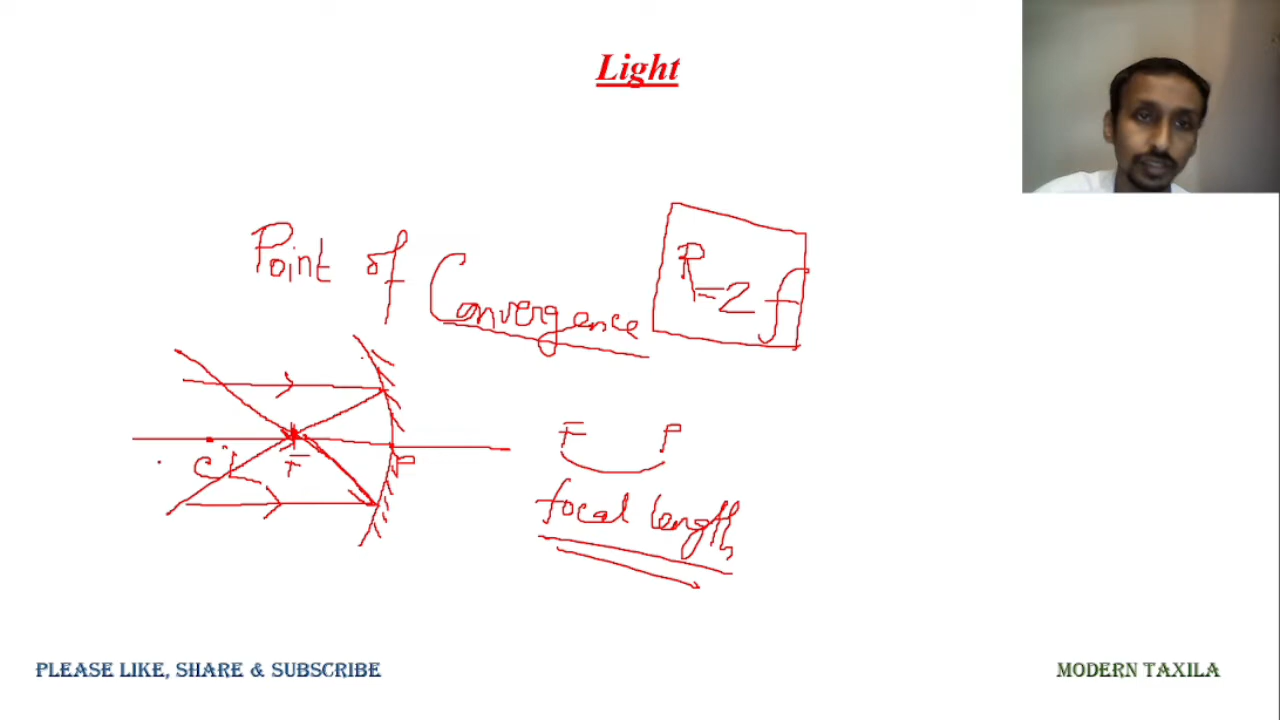 Light
Point of Convergence
R=2f
C
F
P
F P
focal length
PLEASE LIKE, SHARE & SUBSCRIBE
MODERN TAXILA